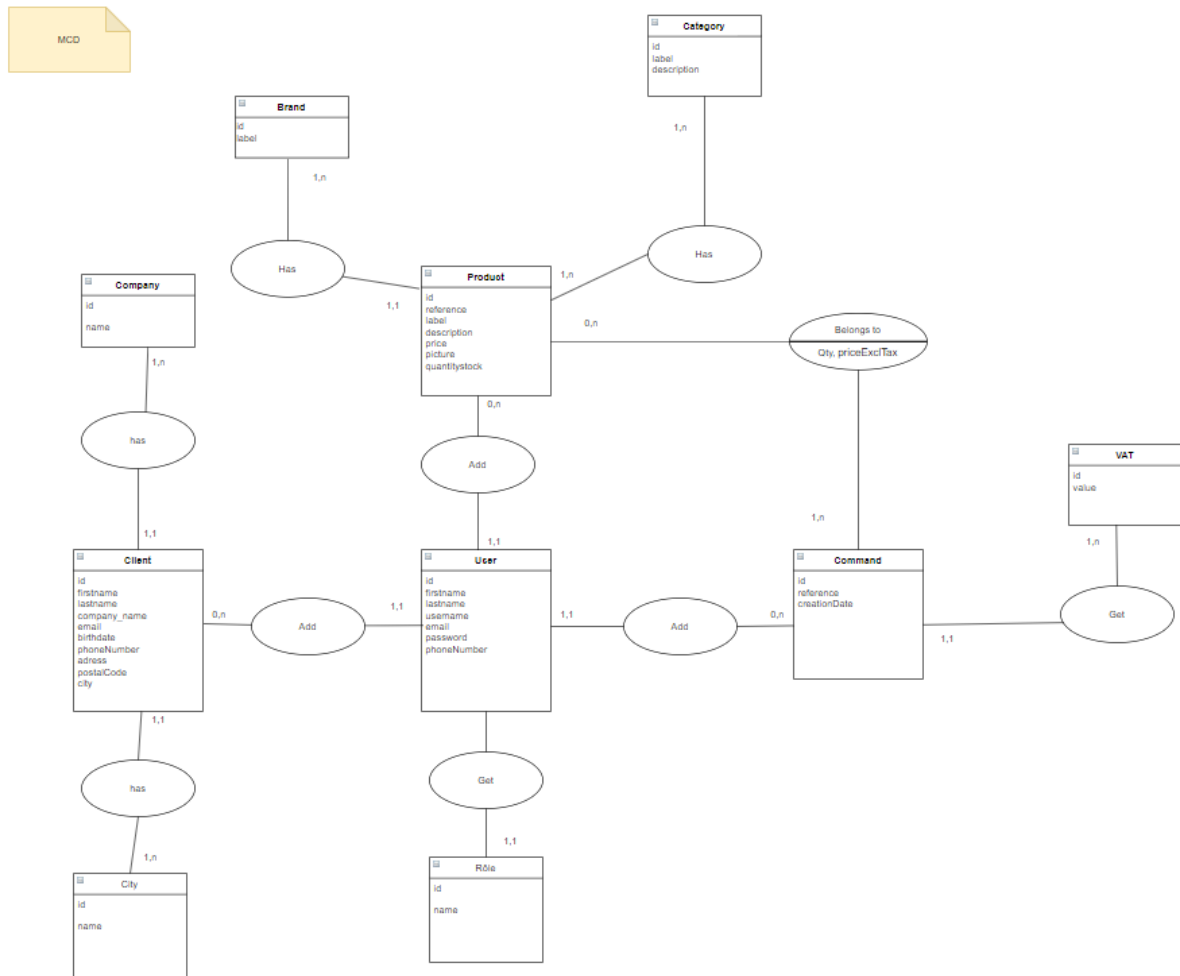 MCD
Category
id
label
description
1,n
Brand
id
label
1,n
Has
Has
1,n
1,1
Company
id
name
1,n
Product
id
reference
label
description
price
picture
quantitystock
0,n
Belongs to
Qty, priceExclTax
0,n
has
Add
VAT
id
value
1,n
1,n
1,1
1,1
Client
id
firstname
lastname
company_name
email
birthdate
phoneNumber
adress
postalCode
city
0,n
Add
1,1
User
id
firstname
lastname
username
email
password
phoneNumber
1,1
Add
0,n
Command
id
reference
creationDate
1,1
Get
1,1
has
Get
1,n
1,1
City
id
name
Rôle
id
name